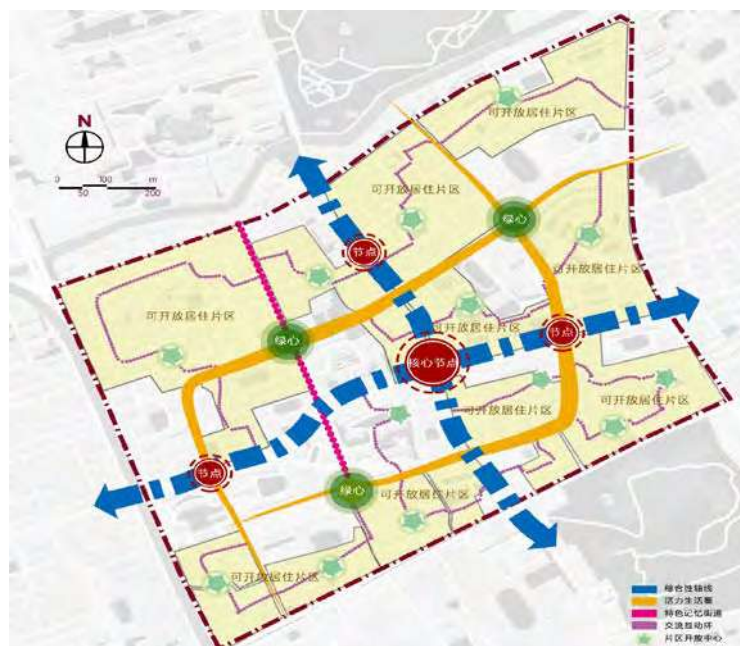 N
0 100 m
50 200
可开放居住片区
可开放居住片区
绿心
节点
可开放居住片区
可开放居住片区
可开放居住片区
节点
绿心
核心节点
可开放居住片区
可开放居住片区
节点
绿心
可开放居住片区
可开放居住片区
综合性轴线
活力生活圈
特色记忆街道
交流互动环
片区开放中心